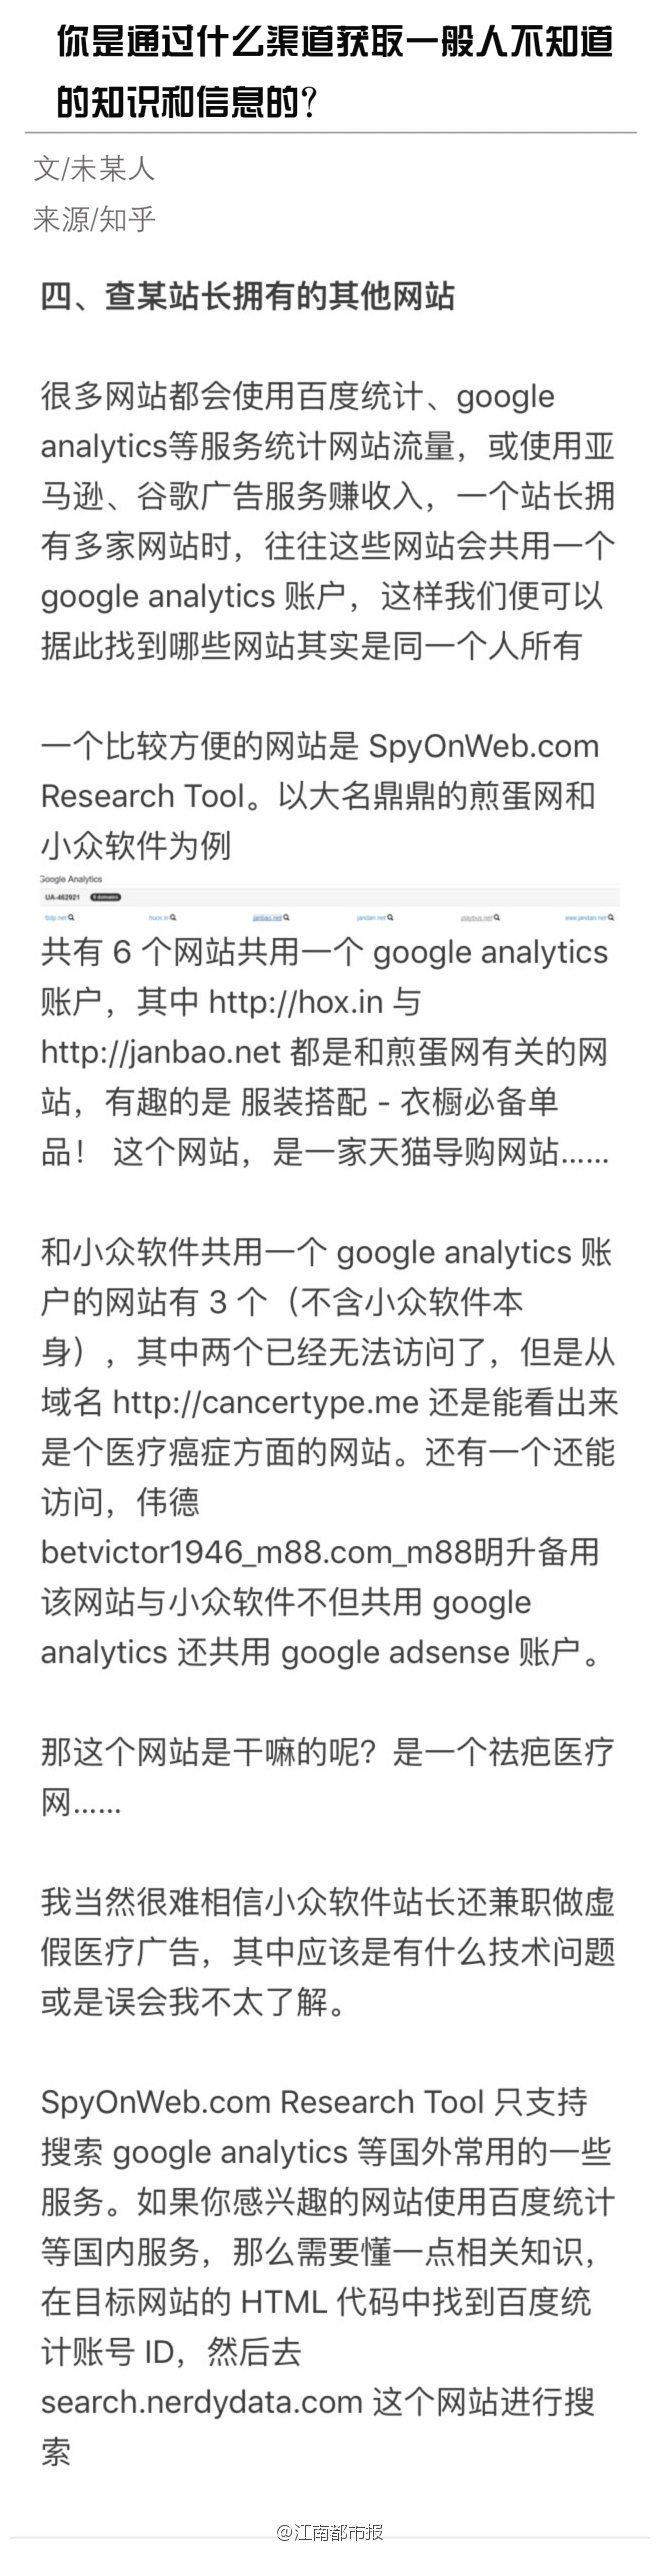 你是通过什么渠道获取一般人不知道
的知识和信息的?
文/未某人
来源/知乎
四、查某站长拥有的其他网站
很多网站都会使用百度统计、google
analytics等服务统计网站流量，或使用亚
马逊、谷歌广告服务赚收入，一个站长拥
有多家网站时，往往这些网站会共用一个
google analytics 账户，这样我们便可以
据此找到哪些网站其实是同一个人所有
一个比较方便的网站是 SpyOnWeb.com
Research Tool。以大名鼎鼎的煎蛋网和
小众软件为例
Google Analytics
UA-462921 6 domains
huox.in janbao.net jandan.net playbus.net www.jandan.net
共有 6 个网站共用一个 google analytics
账户，其中 http://hox.in 与
http://janbao.net 都是和煎蛋网有关的网
站，有趣的是 服装搭配 - 衣橱必备单
品！ 这个网站，是一家天猫导购网站......
和小众软件共用一个 google analytics 账
户的网站有 3 个（不含小众软件本
身），其中两个已经无法访问了，但是从
域名 http://cancertype.me 还是能看出来
是个医疗癌症方面的网站。还有一个还能
访问，伟德
betvictor1946_m88.com_m88明升备用
该网站与小众软件不但共用 google
analytics 还共用 google adsense 账户。
那这个网站是干嘛的呢？是一个祛疤医疗
网......
我当然很难相信小众软件站长还兼职做虚
假医疗广告，其中应该是有什么技术问题
或是误会我不太了解。
SpyOnWeb.com Research Tool 只支持
搜索 google analytics 等国外常用的一些
服务。如果你感兴趣的网站使用百度统计
等国内服务，那么需要懂一点相关知识，
在目标网站的 HTML 代码中找到百度统
计账号 ID，然后去
search.nerdydata.com 这个网站进行搜
索
@江南都市报